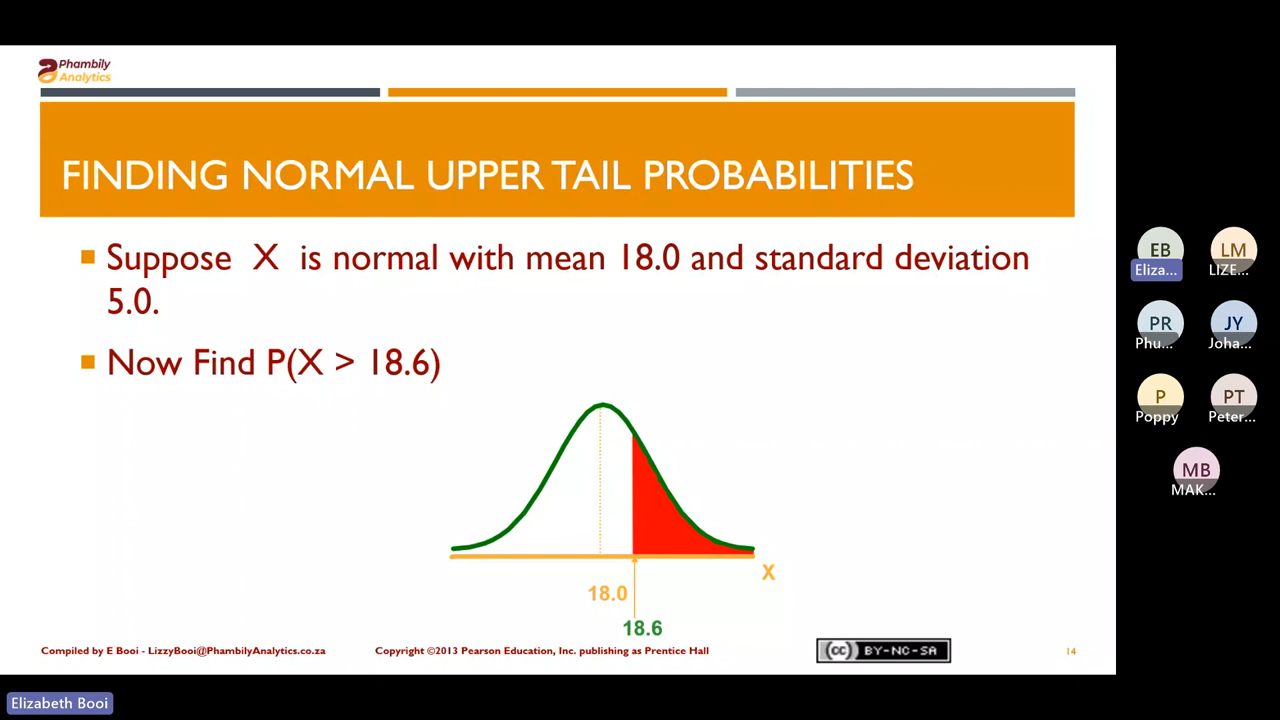 Phambily
Analytics
FINDING NORMAL UPPER TAIL PROBABILITIES
Suppose X is normal with mean 18.0 and standard deviation
5.0.
Now Find P(X > 18.6)
X
18.0
18.6
Compiled by E Booi - LizzyBooi@PhambilyAnalytics.co.za
Copyright ©2013 Pearson Education, Inc. publishing as Prentice Hall
cc BY-NC-SA
14
EB
Eliza...
LM
LIZE...
PR
Phu...
JY
Joha...
P
Poppy
PT
Peter...
MB
MAK...
Elizabeth Booi